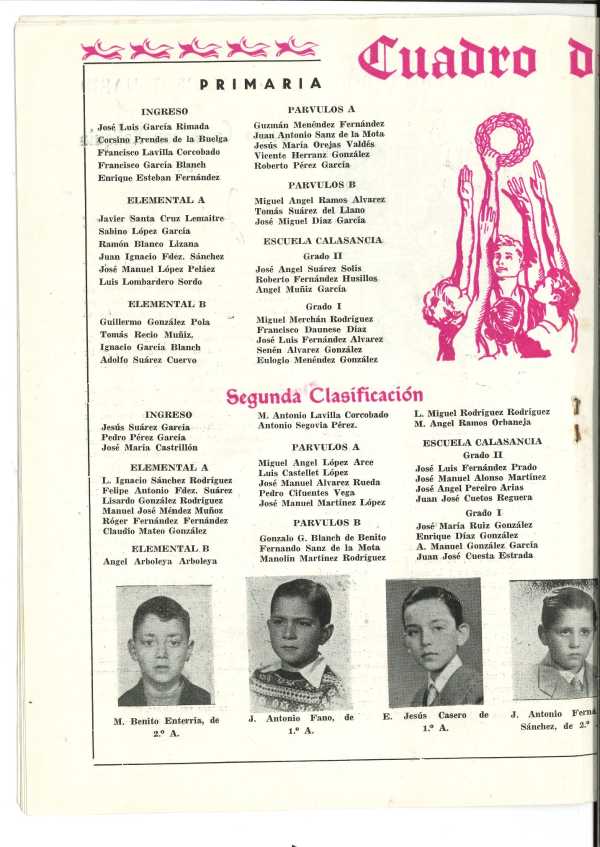 Cuadro d
PRIMARIA
INGRESO
José Luis García Rimada
Corsino Prendes de la Buelga
Francisco Lavilla Corcobado
Francisco García Blanch
Enrique Esteban Fernández
ELEMENTAL A
Javier Santa Cruz Lemaitre
Sabino López García
Ramón Blanco Lizana
Juan Ignacio Fdez. Sánchez
José Manuel López Peláez
Luis Lombardero Sordo
ELEMENTAL B
Guillermo González Pola
Tomás Recio Muñiz.
Ignacio García Blanch
Adolfo Suárez Cuervo
PARVULOS A
Guzmán Menéndez Fernández
Juan Antonio Sanz de la Mota
Jesús María Orejas Valdés
Vicente Herranz González
Roberto Pérez García
PARVULOS B
Miguel Angel Ramos Alvarez
Tomás Suárez del Llano
José Miguel Díaz García
ESCUELA CALASANCIA
Grado II
José Angel Suárez Solis
Roberto Fernández Husillos
Angel Muñiz García
Grado I
Miguel Merchán Rodríguez
Francisco Daunese Díaz
José Luis Fernández Alvarez
Senén Alvarez González
Eulogio Menéndez González
Segunda Clasificación
INGRESO
Jesús Suárez García
Pedro Pérez García
José María Castrillón
ELEMENTAL A
L. Ignacio Sánchez Rodríguez
Felipe Antonio Fdez. Suárez
Lisardo González Rodríguez
Manuel José Méndez Muñoz
Róger Fernández Fernández
Claudio Mateo González
ELEMENTAL B
Angel Arboleya Arboleya
M. Antonio Lavilla Corcobado
Antonio Segovia Pérez.
PARVULOS A
Miguel Angel López Arce
Luis Castellet López
José Manuel Alvarez Rueda
Pedro Cifuentes Vega
José Manuel Martínez López
PARVULOS B
Gonzalo G. Blanch de Benito
Fernando Sanz de la Mota
Manolín Martínez Rodríguez
L. Miguel Rodríguez Rodríguez
M. Angel Ramos Orbaneja
ESCUELA CALASANCIA
Grado II
José Luis Fernández Prado
José Manuel Alonso Martínez
José Angel Pereiro Arias
Juan José Cuetos Reguera
Grado I
José María Ruiz González
Enrique Díaz González
A. Manuel González García
Juan José Cuesta Estrada
M. Benito Enterría, de
2.º A.
J. Antonio Fano, de
1.º A.
E. Jesús Casero de
1.º A.
J. Antonio Ferná
Sánchez, de 2.º